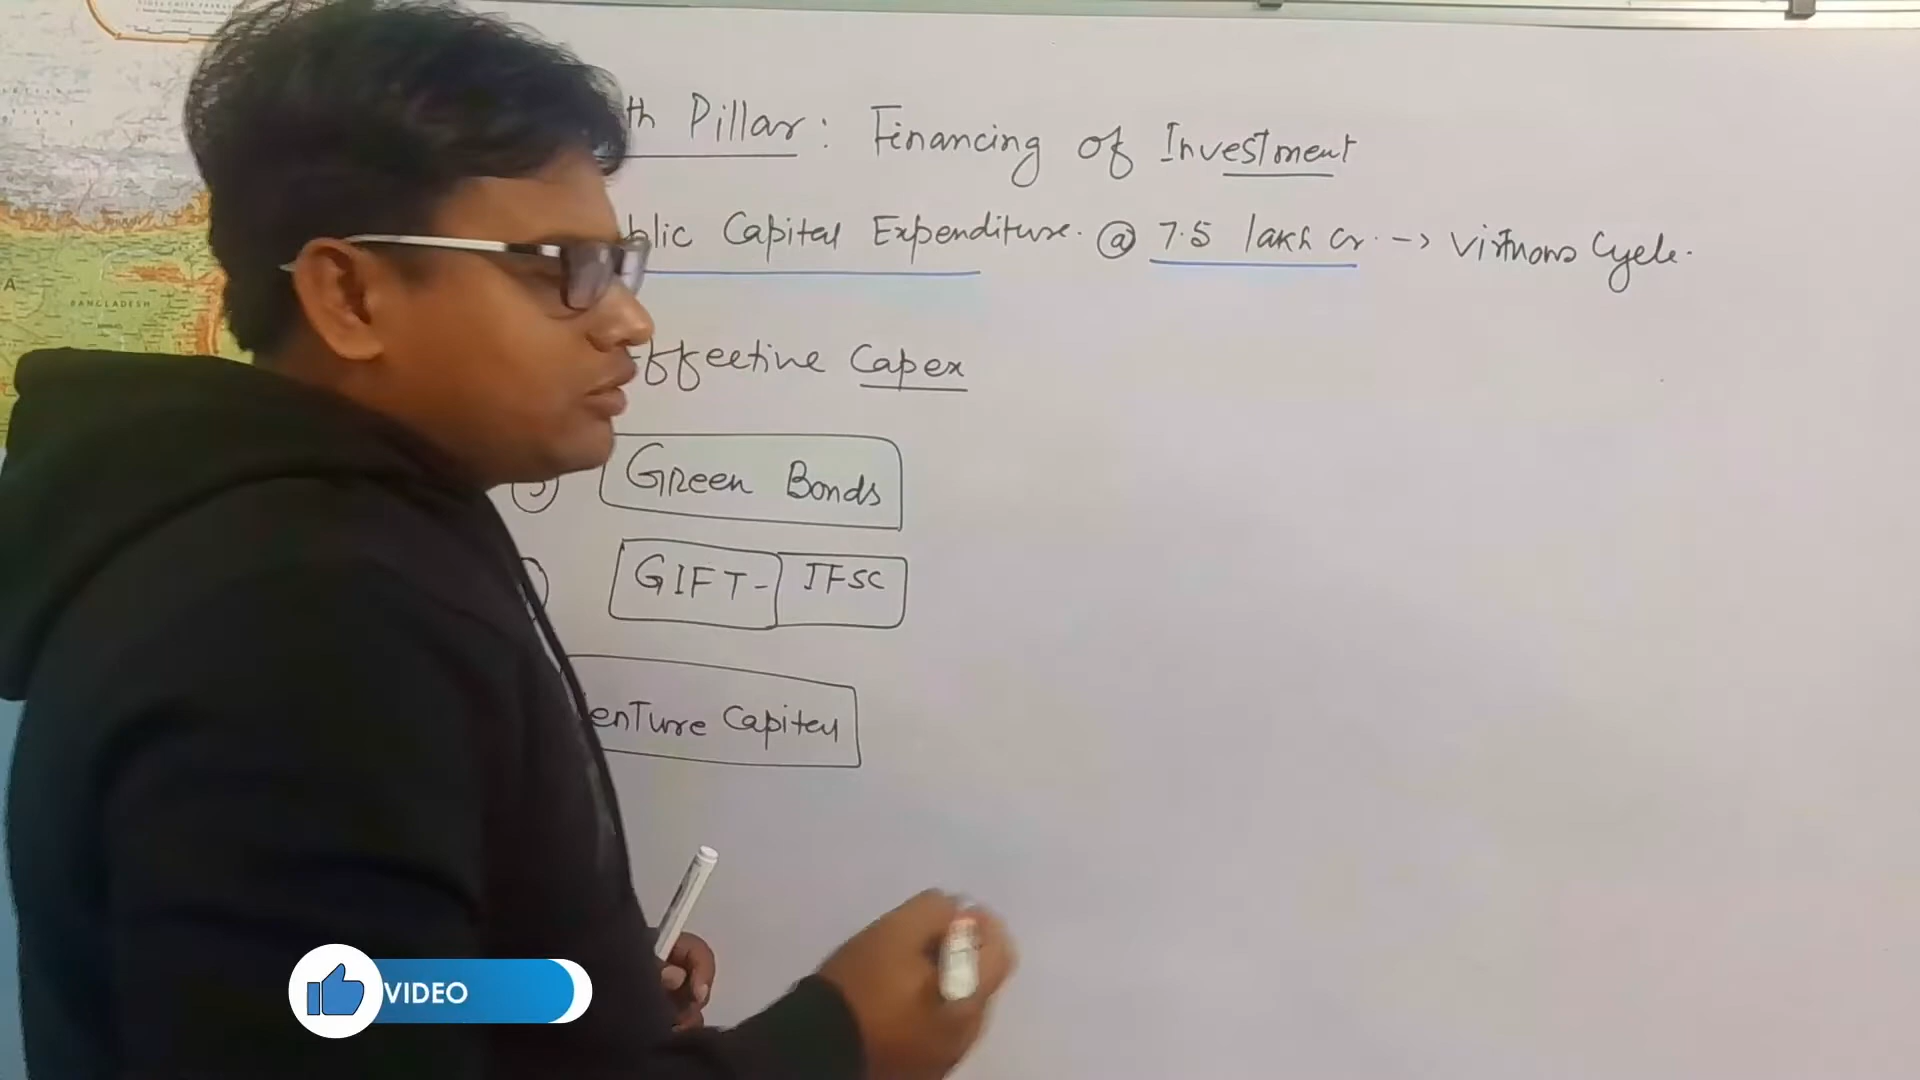 th Pillar: Financing of Investment
blic Capital Expenditure. @ 7.5 lakh Cr. -> Virtuous Cycle.
ffective Capex
3 Green Bonds
GIFT- IFSC
enTure Capital
BANGLADESH
A
VIDEO